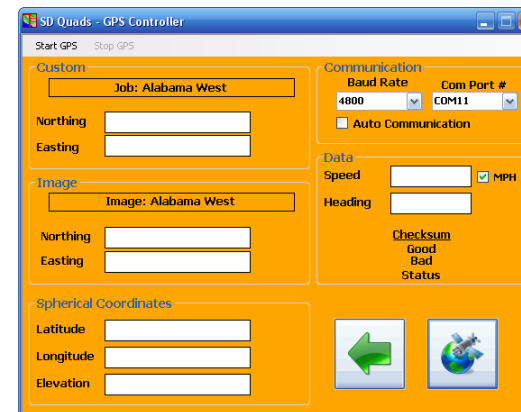 SD Quads - GPS Controller
Start GPS Stop GPS
Custom
Job: Alabama West
Northing
Easting
Image
Image: Alabama West
Northing
Easting
Spherical Coordinates
Latitude
Longitude
Elevation
Communication
Baud Rate Com Port #
4800 COM11
Auto Communication
Data
Speed MPH
Heading
Checksum
Good
Bad
Status